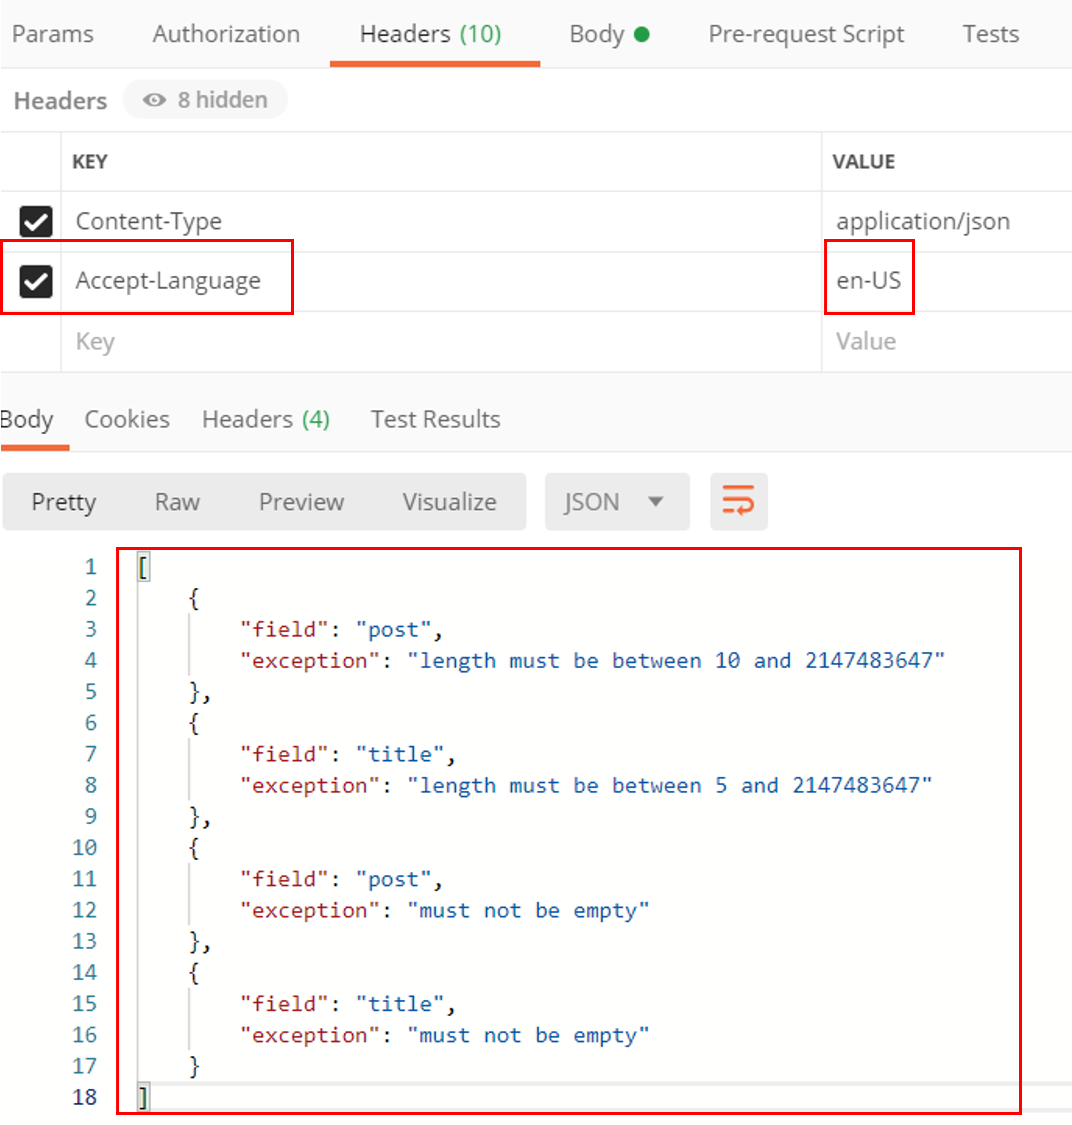 Params Authorization Headers (10) Body Pre-request Script Tests
Headers 8 hidden
KEY VALUE
Content-Type application/json
Accept-Language en-US
Key Value
Body Cookies Headers (4) Test Results
Pretty Raw Preview Visualize JSON
1 [
2 {
3 "field": "post",
4 "exception": "length must be between 10 and 2147483647"
5 },
6 {
7 "field": "title",
8 "exception": "length must be between 5 and 2147483647"
9 },
10 {
11 "field": "post",
12 "exception": "must not be empty"
13 },
14 {
15 "field": "title",
16 "exception": "must not be empty"
17 }
18 ]